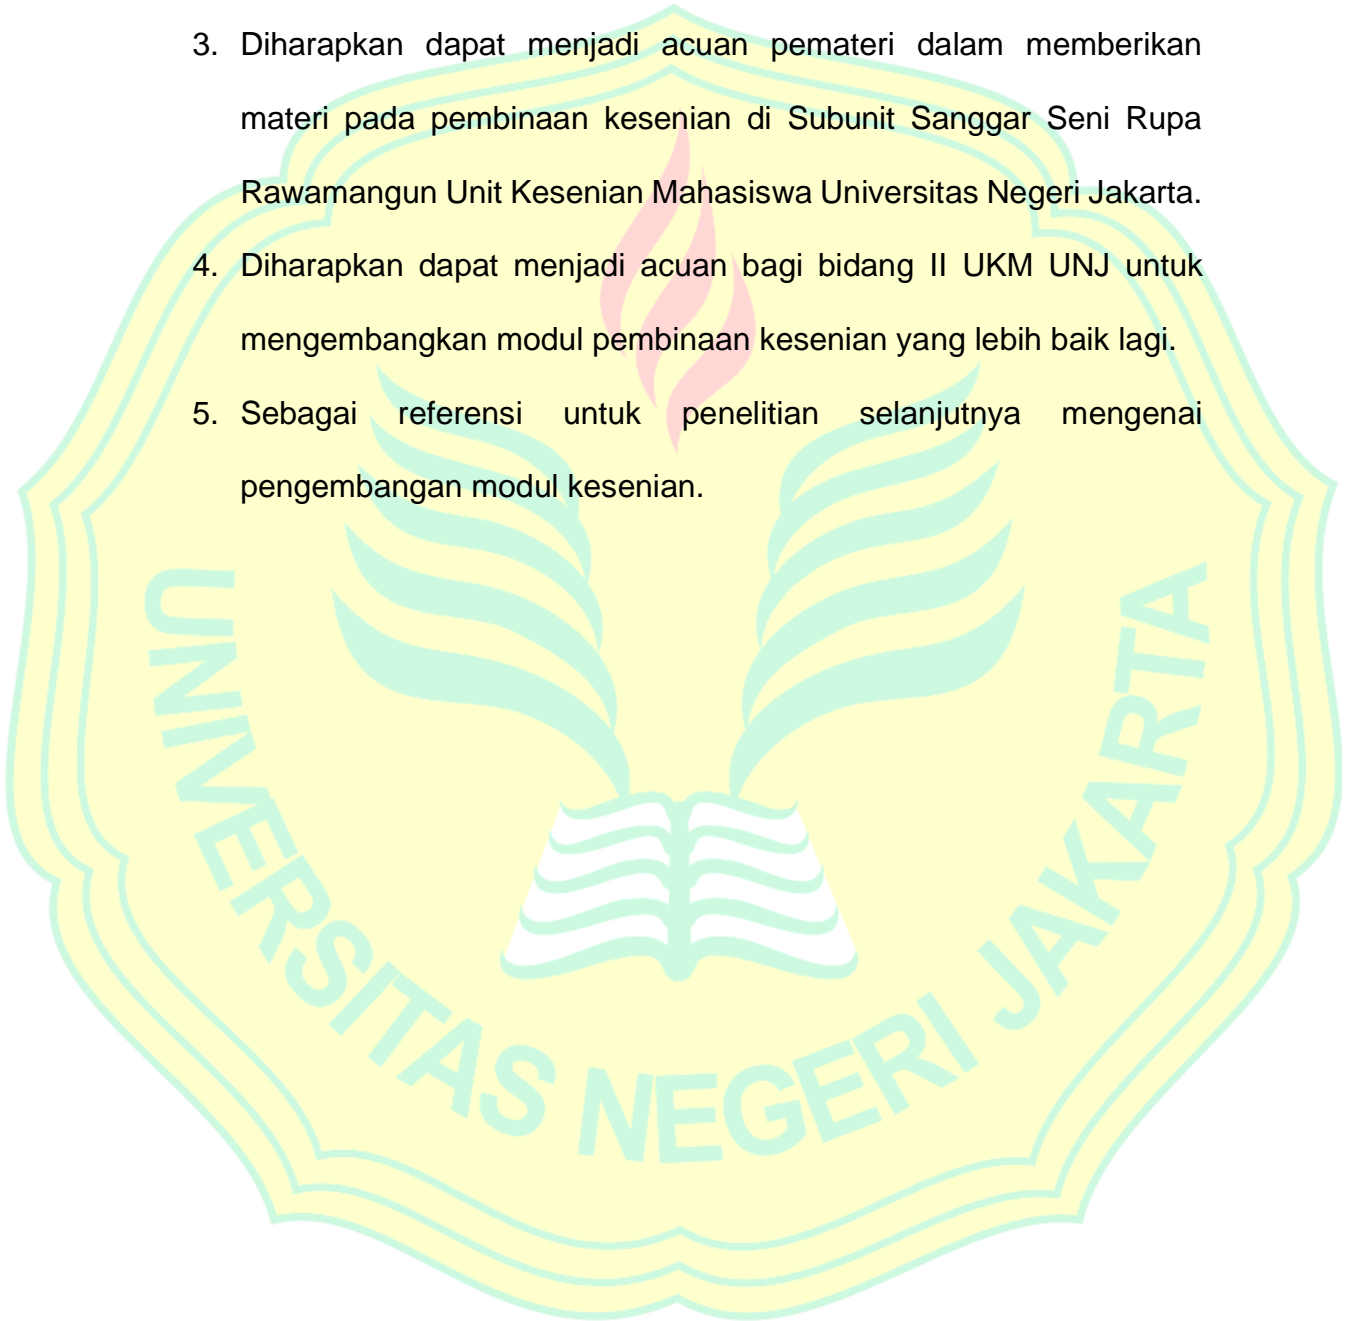 3. Diharapkan dapat menjadi acuan pemateri dalam memberikan
materi pada pembinaan kesenian di Subunit Sanggar Seni Rupa
Rawamangun Unit Kesenian Mahasiswa Universitas Negeri Jakarta.
4. Diharapkan dapat menjadi acuan bagi bidang II UKM UNJ untuk
mengembangkan modul pembinaan kesenian yang lebih baik lagi.
5. Sebagai referensi untuk penelitian selanjutnya mengenai
pengembangan modul kesenian.
UNIVERSITAS NEGERI JAKARTA